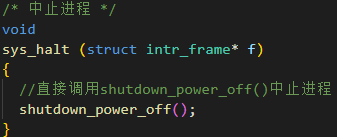 /* 中止进程 */
void
sys_halt (struct intr_frame* f)
{
  //直接调用shutdown_power_off()中止进程
  shutdown_power_off();
}